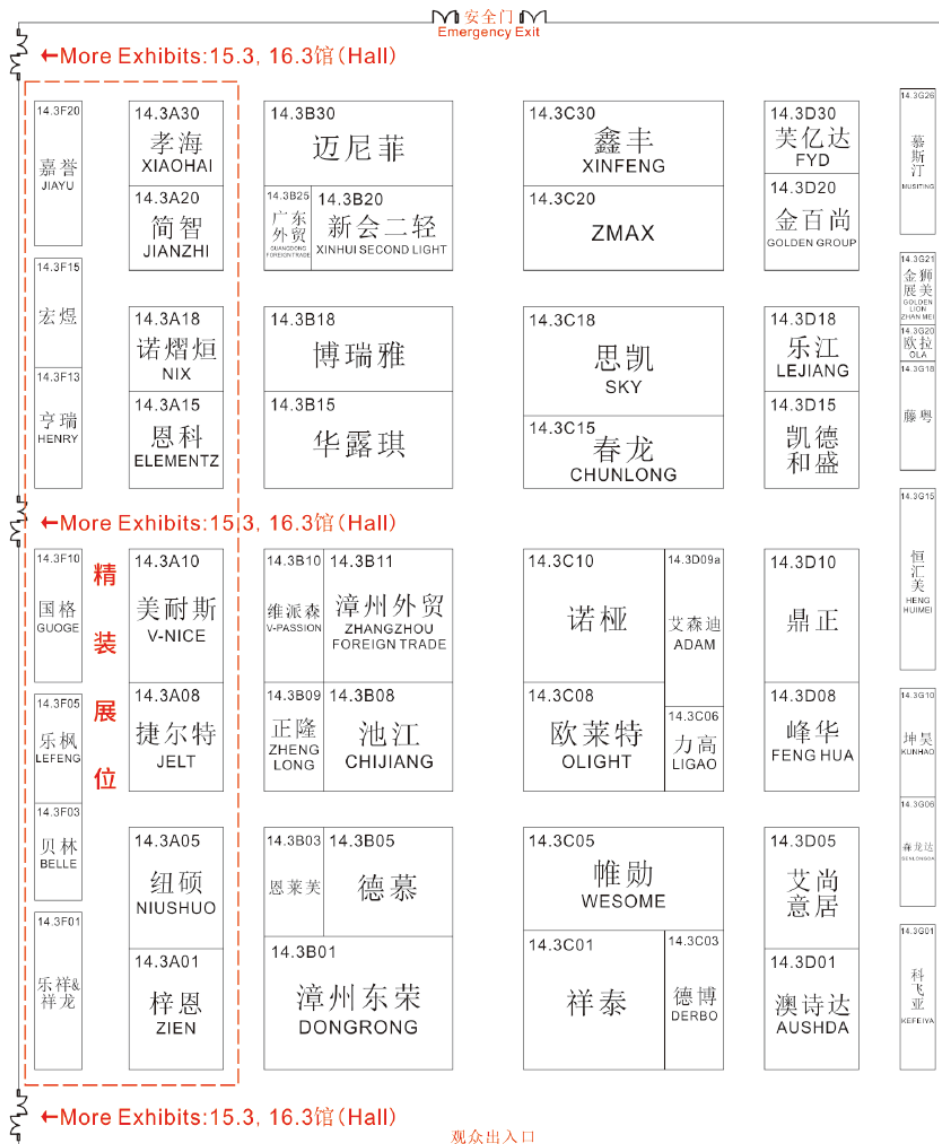 安全门
Emergency Exit
←More Exhibits:15.3, 16.3馆(Hall)
14.3F20
嘉誉
JIAYU
14.3F15
宏煜
14.3F13
亨瑞
HENRY
14.3A30
孝海
XIAOHAI
14.3A20
简智
JIANZHI
14.3A18
诺熠烜
NIX
14.3A15
恩科
ELEMENTZ
14.3B30
迈尼菲
14.3B25
广东
外贸
GUANGDONG
FOREIGN TRADE
14.3B20
新会二轻
XINHUI SECOND LIGHT
14.3B18
博瑞雅
14.3B15
华露琪
14.3C30
鑫丰
XINFENG
14.3C20
ZMAX
14.3C18
思凯
SKY
14.3C15
春龙
CHUNLONG
14.3D30
芙亿达
FYD
14.3D20
金百尚
GOLDEN GROUP
14.3D18
乐江
LEJIANG
14.3D15
凯德
和盛
14.3G26
慕
斯
汀
MUSITING
14.3G21
金狮
展美
GOLDEN
LION
ZHAN MEI
14.3G20
欧拉
OLA
14.3G18
藤粤
14.3G15
恒
汇
美
HENG
HUIMEI
←More Exhibits:15.3, 16.3馆(Hall)
14.3F10
国格
GUOGE
14.3F05
乐枫
LEFENG
14.3F03
贝林
BELLE
14.3F01
乐祥&
祥龙
精
装
展
位
14.3A10
美耐斯
V-NICE
14.3A08
捷尔特
JELT
14.3A05
纽硕
NIUSHUO
14.3A01
梓恩
ZIEN
14.3B10
维派森
V-PASSION
14.3B11
漳州外贸
ZHANGZHOU
FOREIGN TRADE
14.3B09
正隆
ZHENG
LONG
14.3B08
池江
CHIJIANG
14.3B03
恩莱芙
14.3B05
德慕
14.3B01
漳州东荣
DONGRONG
14.3C10
诺桠
14.3D09a
艾森迪
ADAM
14.3C08
欧莱特
OLIGHT
14.3C06
力高
LIGAO
14.3C05
帷勋
WESOME
14.3C01
祥泰
14.3C03
德博
DERBO
14.3D10
鼎正
14.3D08
峰华
FENG HUA
14.3D05
艾尚
意居
14.3D01
澳诗达
AUSHDA
14.3G10
坤昊
KUNHAO
14.3G06
森龙达
SENLONGDA
14.3G01
科
飞
亚
KEFEIYA
←More Exhibits:15.3, 16.3馆(Hall)
观众出入口